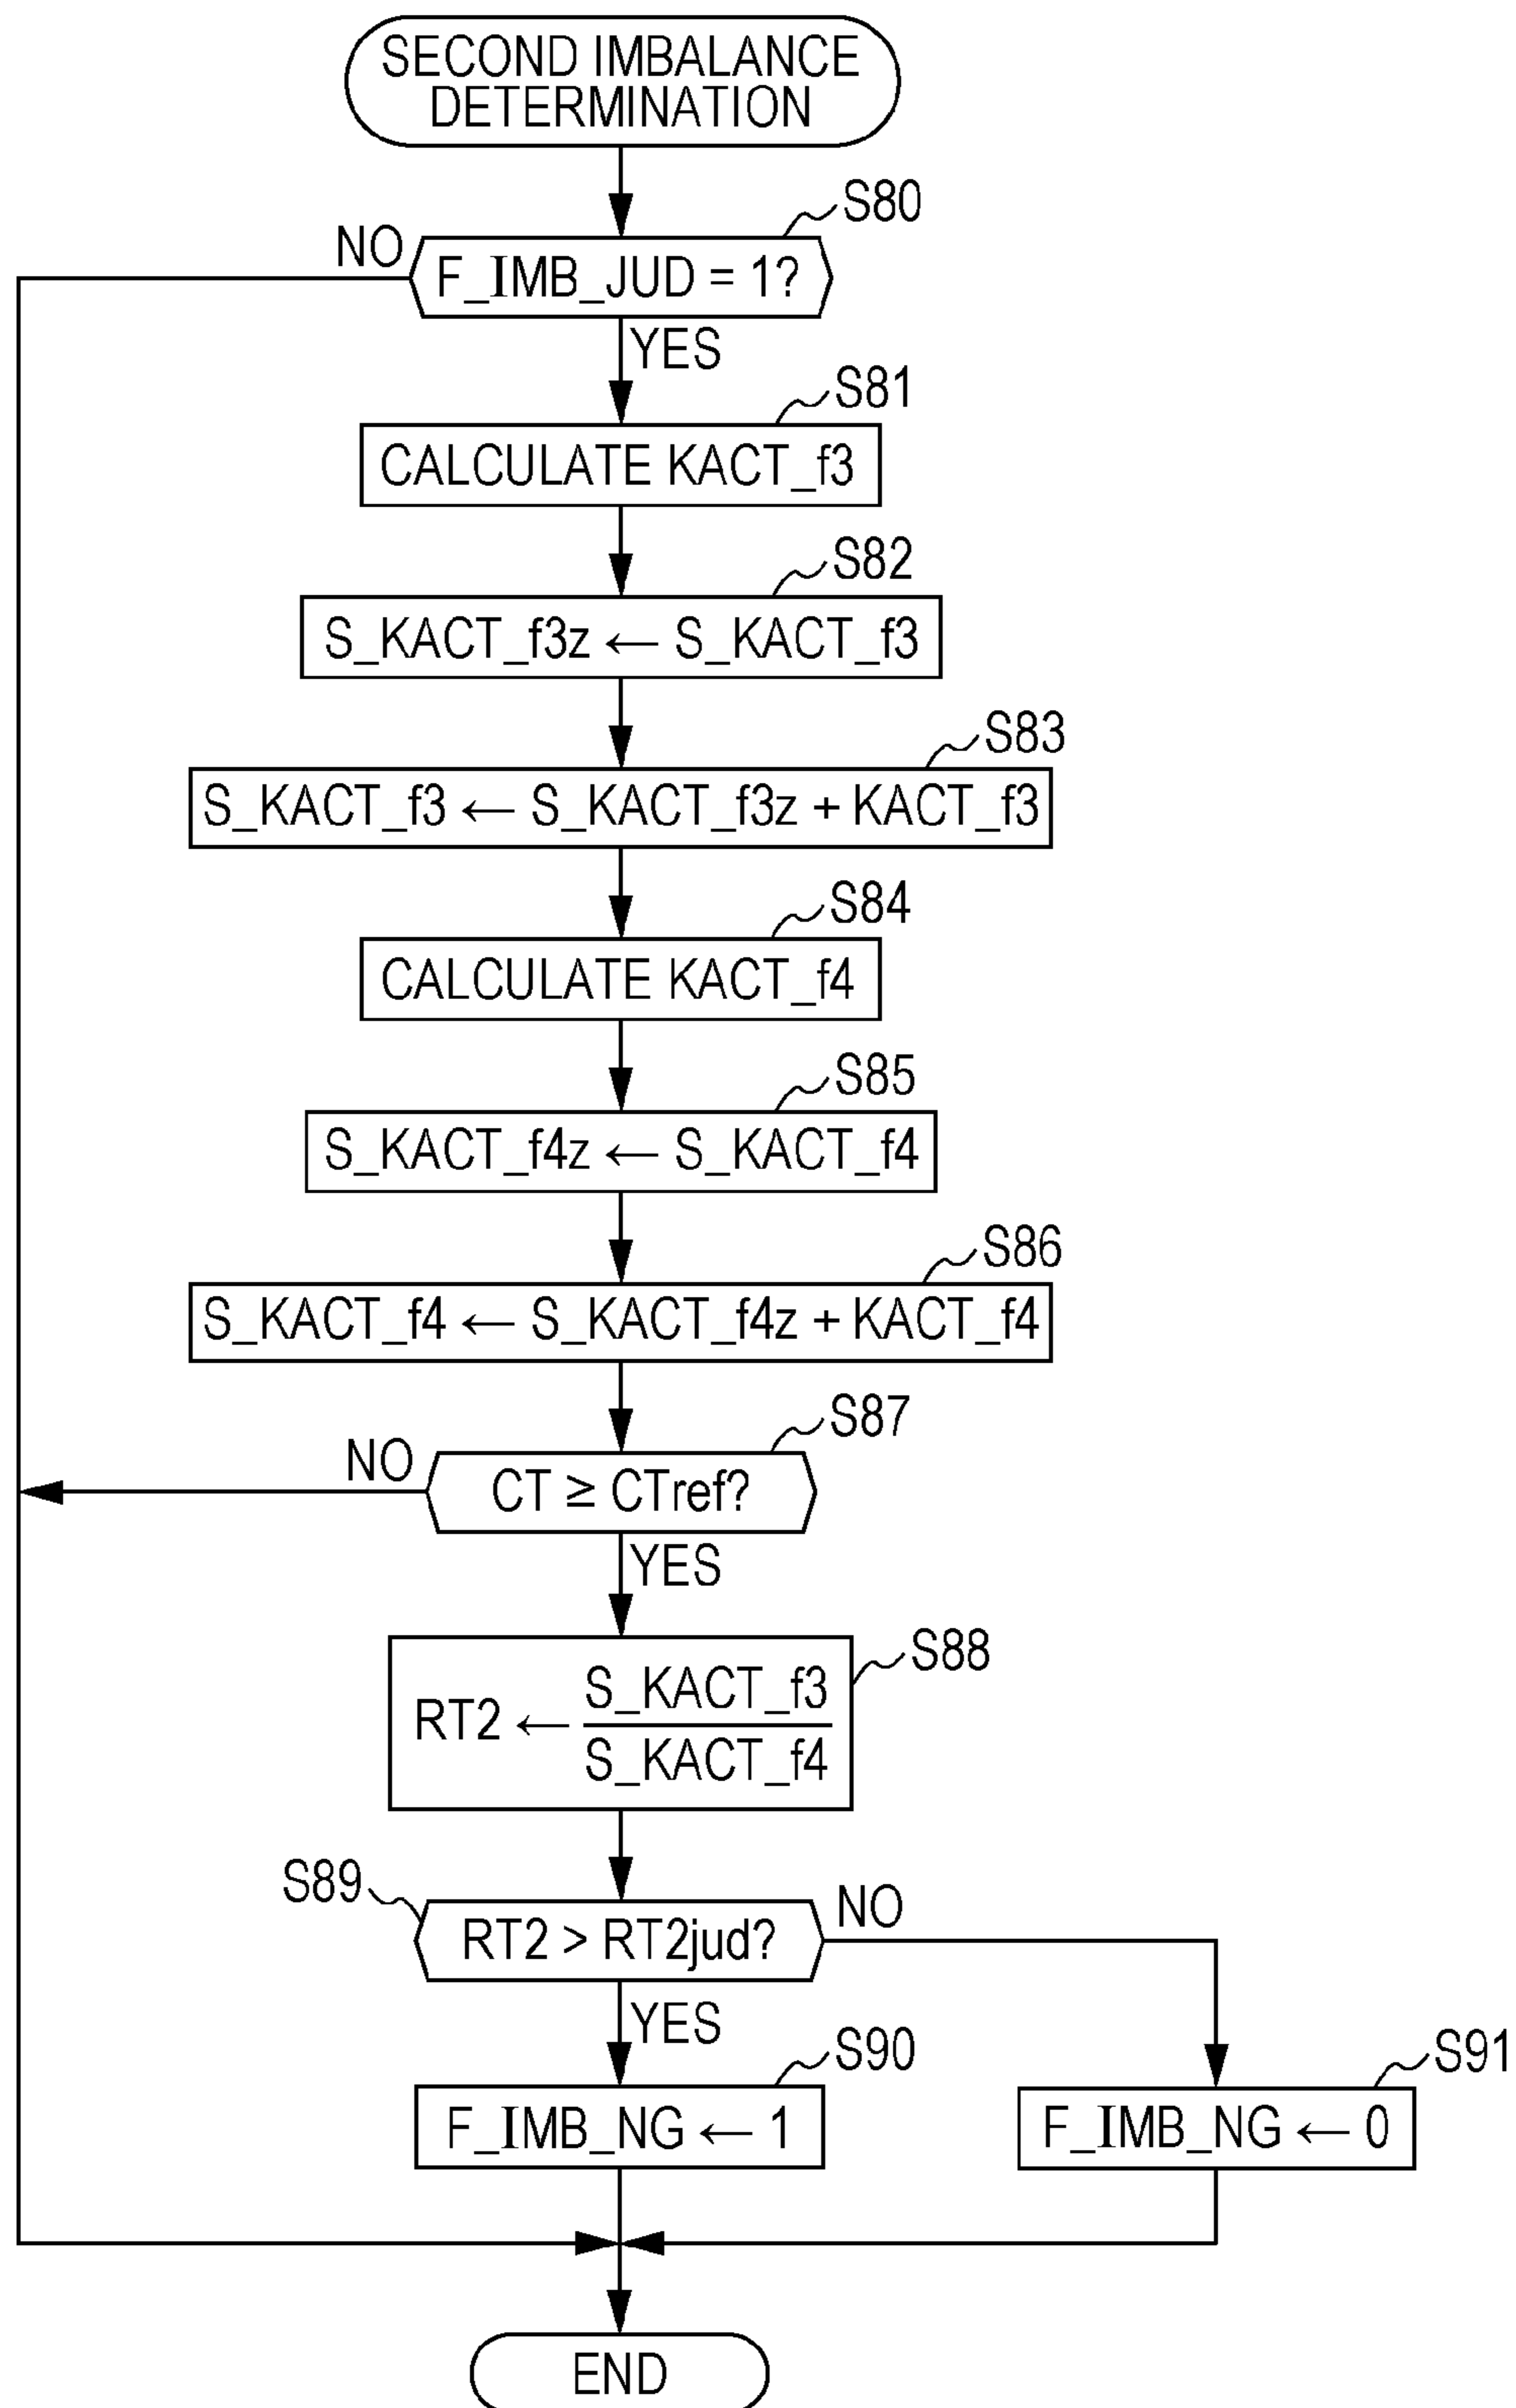 SECOND IMBALANCE
DETERMINATION
S80
NO
F_IMB_JUD = 1?
YES
S81
CALCULATE KACT_f3
S82
S_KACT_f3z ← S_KACT_f3
S83
S_KACT_f3 ← S_KACT_f3z + KACT_f3
S84
CALCULATE KACT_f4
S85
S_KACT_f4z ← S_KACT_f4
S86
S_KACT_f4 ← S_KACT_f4z + KACT_f4
S87
NO
CT ≥ CTref?
YES
S88
S_KACT_f3
RT2 ←
S_KACT_f4
S89
NO
RT2 > RT2jud?
YES
S90
S91
F_IMB_NG ← 1
F_IMB_NG ← 0
END